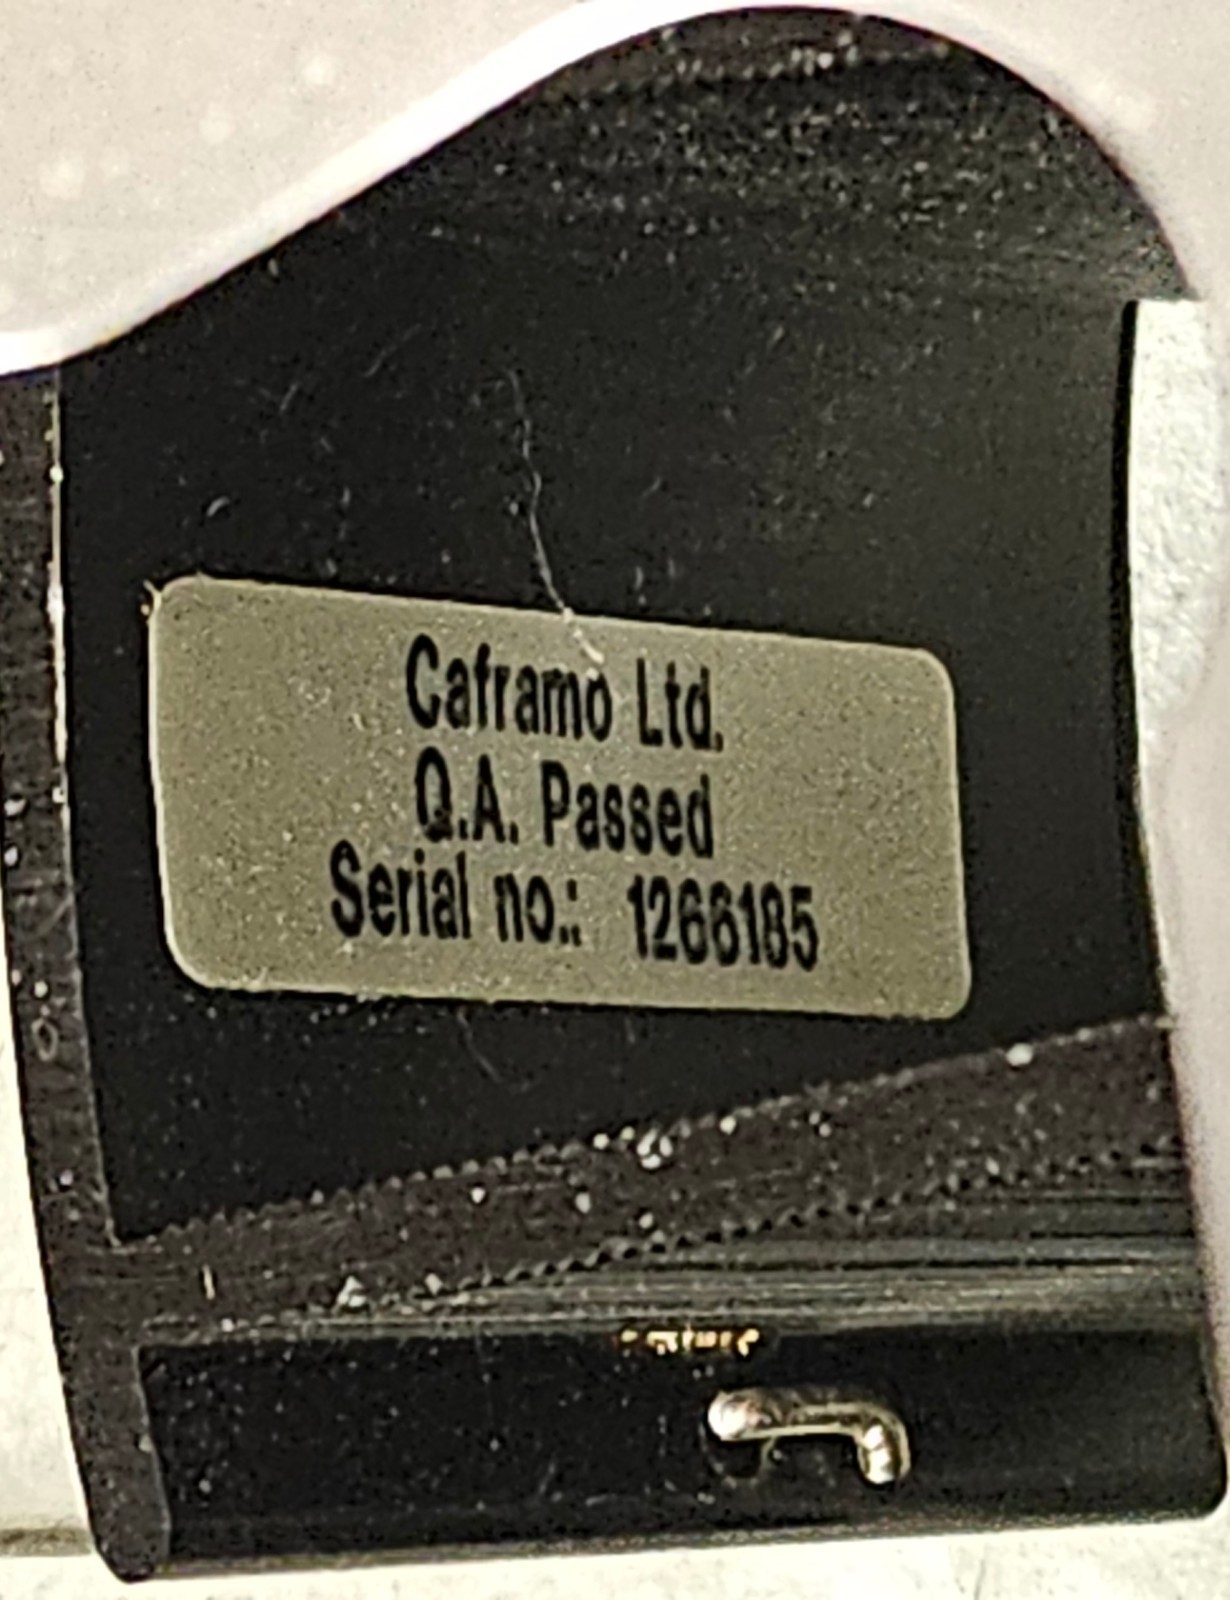 Caframo Ltd.
Q.A. Passed
Serial no.: 1266185